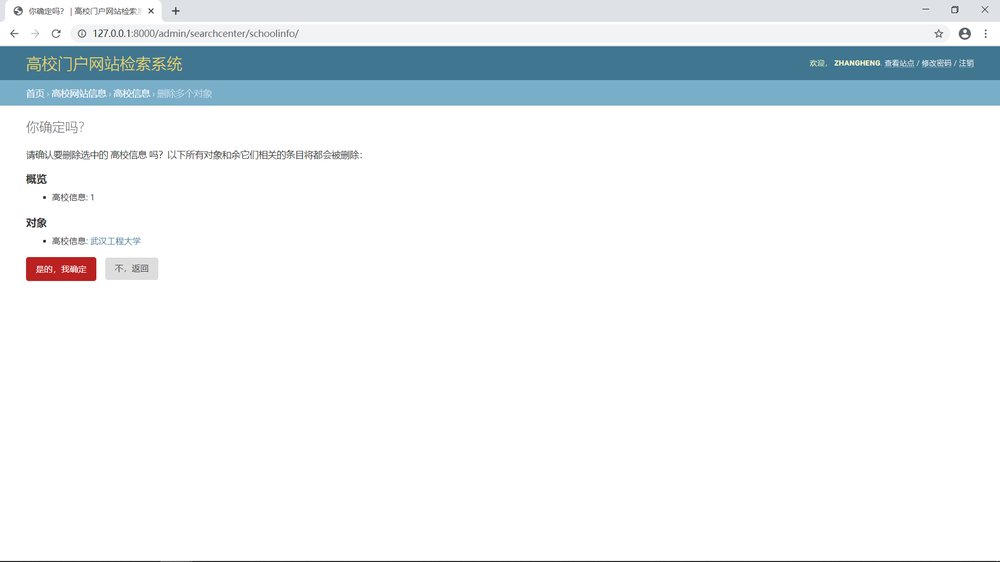 你确定吗？ | 高校门户网站检索系
127.0.0.1:8000/admin/searchcenter/schoolinfo/
高校门户网站检索系统
欢迎， ZHANGHENG. 查看站点 / 修改密码 / 注销
首页 › 高校网站信息 › 高校信息 › 删除多个对象
你确定吗？
请确认要删除选中的 高校信息 吗？以下所有对象和余它们相关的条目将都会被删除：
概览
高校信息: 1
对象
高校信息: 武汉工程大学
是的，我确定
不，返回